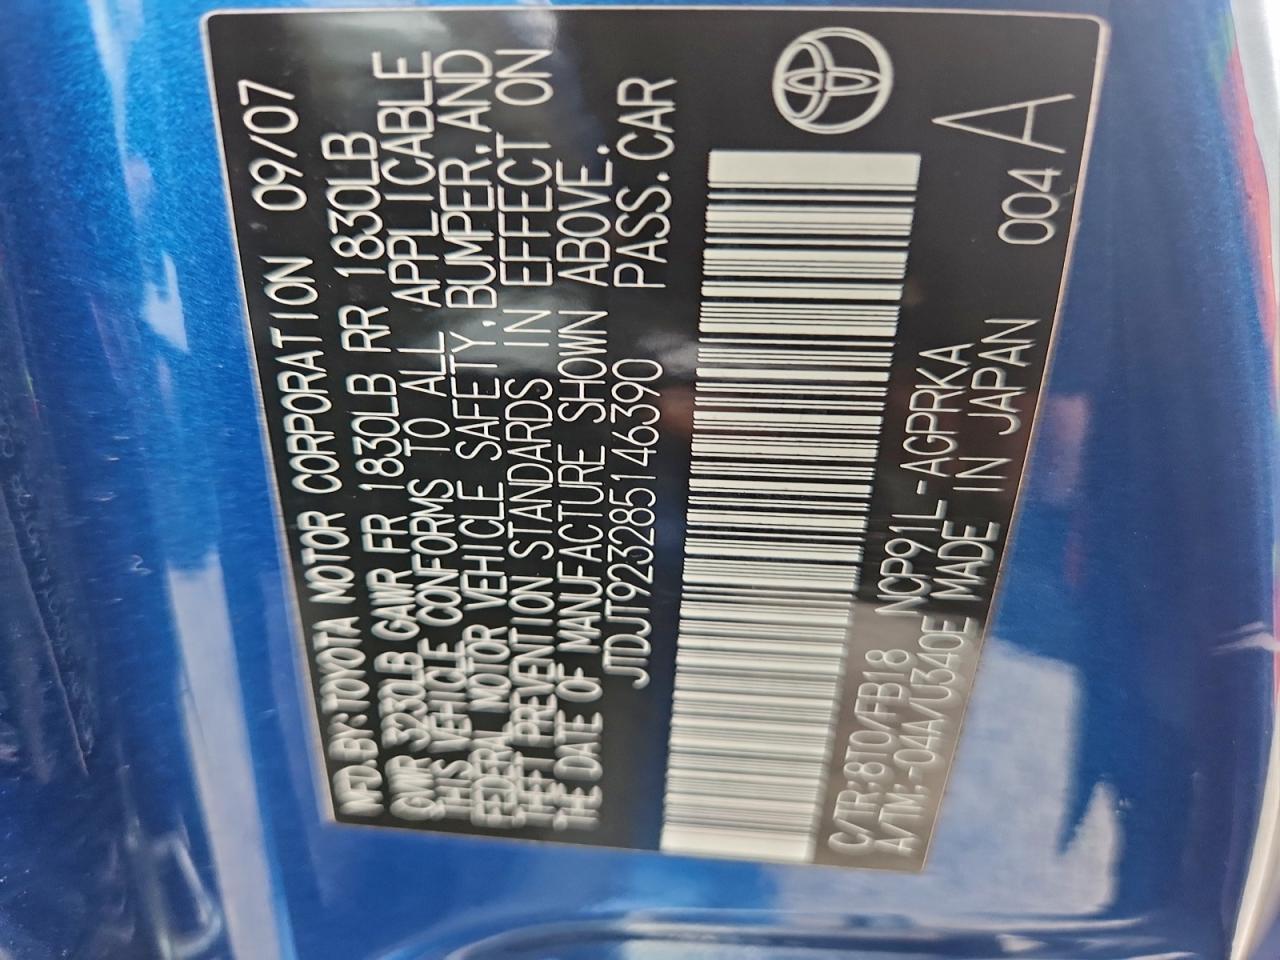 MFD.BY:TOYOTA MOTOR CORPORATION 09/07
GVWR 3230LB GAWR FR 1830LB RR 1830LB
THIS VEHICLE CONFORMS TO ALL APPLICABLE
FEDERAL MOTOR VEHICLE SAFETY,BUMPER,AND
THEFT PREVENTION STANDARDS IN EFFECT ON
THE DATE OF MANUFACTURE SHOWN ABOVE.
JTDJT923285146390 PASS.CAR
C/TR:8T0/FB18 NCP91L-AGPRKA
A/TM:-04A/U340E MADE IN JAPAN 004 A